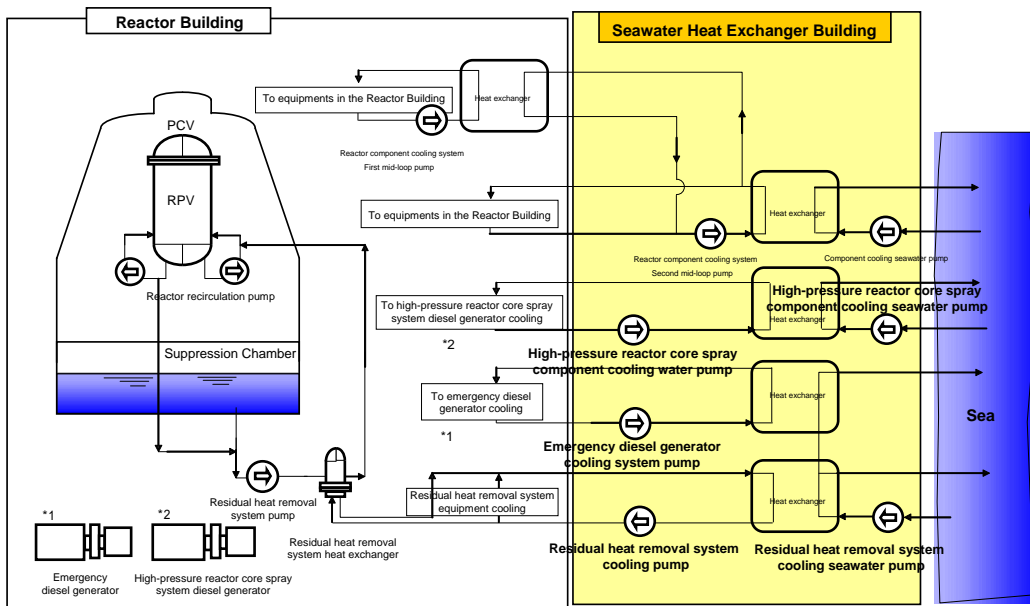 Reactor Building
Seawater Heat Exchanger Building
To equipments in the Reactor Building
Heat exchanger
Reactor component cooling system
First mid-loop pump
PCV
RPV
Reactor recirculation pump
Suppression Chamber
To equipments in the Reactor Building
Heat exchanger
Reactor component cooling system
Second mid-loop pump
Component cooling seawater pump
To high-pressure reactor core spray
system diesel generator cooling
*2
Heat exchanger
High-pressure reactor core spray
component cooling water pump
High-pressure reactor core spray
component cooling seawater pump
To emergency diesel
generator cooling
*1
Heat exchanger
Emergency diesel generator
cooling system pump
Sea
Residual heat removal system
equipment cooling
Heat exchanger
Residual heat removal
system pump
Residual heat removal
system heat exchanger
Residual heat removal system
cooling pump
Residual heat removal system
cooling seawater pump
*1
Emergency
diesel generator
*2
High-pressure reactor core spray
system diesel generator